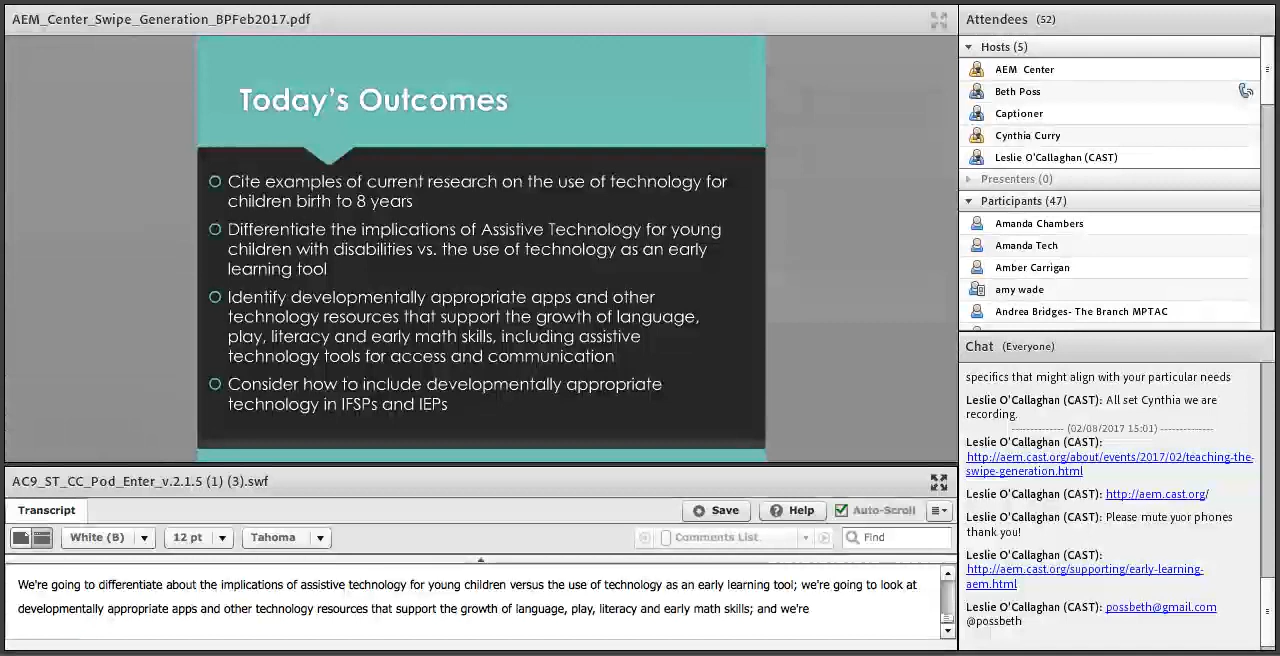 AEM_Center_Swipe_Generation_BPFeb2017.pdf
Today's Outcomes
Cite examples of current research on the use of technology for
children birth to 8 years
Differentiate the implications of Assistive Technology for young
children with disabilities vs. the use of technology as an early
learning tool
Identify developmentally appropriate apps and other
technology resources that support the growth of language,
play, literacy and early math skills, including assistive
technology tools for access and communication
Consider how to include developmentally appropriate
technology in IFSPs and IEPs
AC9_ST_CC_Pod_Enter_v.2.1.5 (1) (3).swf
Transcript
Save
Help
Auto-Scroll
White (B)
12 pt
Tahoma
Comments List
Find
We're going to differentiate about the implications of assistive technology for young children versus the use of technology as an early learning tool; we're going to look at
developmentally appropriate apps and other technology resources that support the growth of language, play, literacy and early math skills; and we're
Attendees (52)
Hosts (5)
AEM Center
Beth Poss
Captioner
Cynthia Curry
Leslie O'Callaghan (CAST)
Presenters (0)
Participants (47)
Amanda Chambers
Amanda Tech
Amber Carrigan
amy wade
Andrea Bridges- The Branch MPTAC
Chat (Everyone)
specifics that might align with your particular needs
Leslie O'Callaghan (CAST): All set Cynthia we are
recording.
-------------- (02/08/2017 15:01) --------------
Leslie O'Callaghan (CAST):
http://aem.cast.org/about/events/2017/02/teaching-the-
swipe-generation.html
Leslie O'Callaghan (CAST): http://aem.cast.org/
Leslie O'Callaghan (CAST): Please mute yuor phones
thank you!
Leslie O'Callaghan (CAST):
http://aem.cast.org/supporting/early-learning-
aem.html
Leslie O'Callaghan (CAST): possbeth@gmail.com
@possbeth